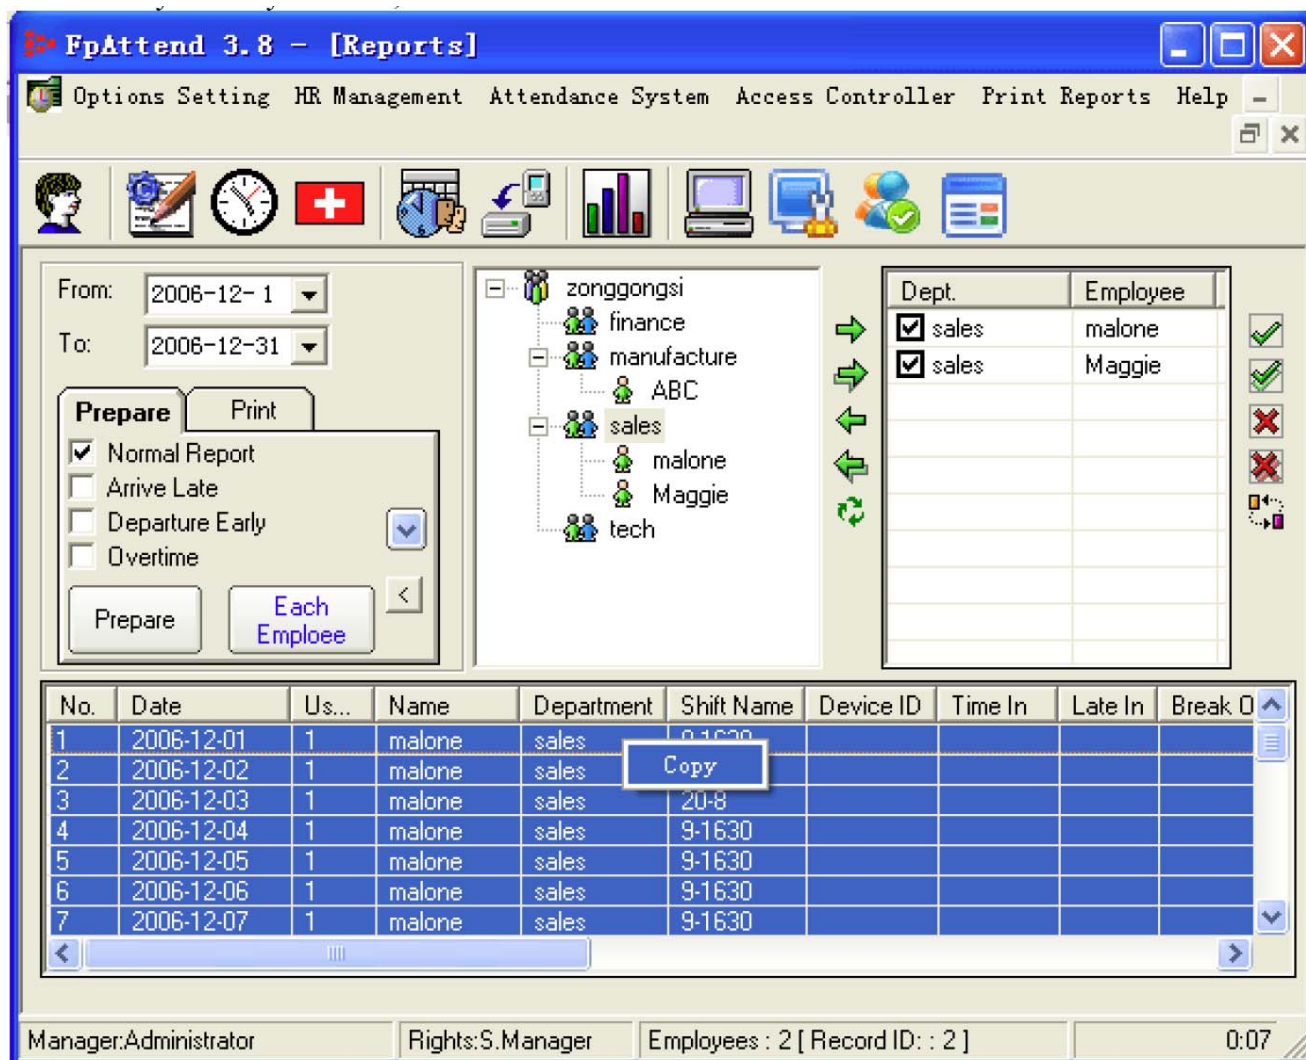 FpAttend 3.8 - [Reports]
Options Setting HR Management Attendance System Access Controller Print Reports Help
From: 2006-12- 1
To: 2006-12-31
Prepare Print
Normal Report
Arrive Late
Departure Early
Overtime
Prepare
Each
Emploee
<
zonggongsi
finance
manufacture
ABC
sales
malone
Maggie
tech
Dept. Employee
sales malone
sales Maggie
No. Date Us... Name Department Shift Name Device ID Time In Late In Break O
1 2006-12-01 1 malone sales
2 2006-12-02 1 malone sales
Copy
3 2006-12-03 1 malone sales 20-8
4 2006-12-04 1 malone sales 9-1630
5 2006-12-05 1 malone sales 9-1630
6 2006-12-06 1 malone sales 9-1630
7 2006-12-07 1 malone sales 9-1630
Manager:Administrator Rights:S.Manager Employees : 2 [ Record ID: : 2 ] 0:07